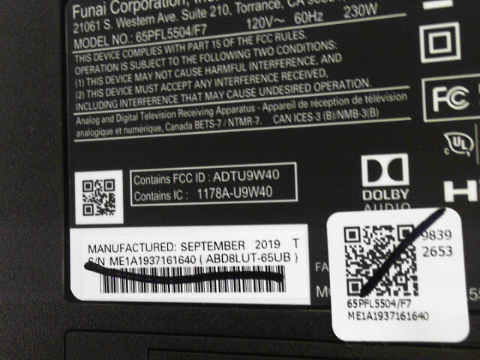 Funai Corporation, Inc.
21061 S. Western Ave. Suite 210, Torrance, CA
MODEL NO.: 65PFL5504/F7 120V～ 60Hz 230W
THIS DEVICE COMPLIES WITH PART 15 OF THE FCC RULES.
OPERATION IS SUBJECT TO THE FOLLOWING TWO CONDITIONS:
(1) THIS DEVICE MAY NOT CAUSE HARMFUL INTERFERENCE, AND
(2) THIS DEVICE MUST ACCEPT ANY INTERFERENCE RECEIVED,
INCLUDING INTERFERENCE THAT MAY CAUSE UNDESIRED OPERATION.
Analog and Digital Television Receiving Apparatus - Appareil de réception de télévision
analogique et numérique, Canada BETS-7 / NTMR-7. CAN ICES-3 (B)/NMB-3(B)
FC
UL
Contains FCC ID : ADTU9W40
Contains IC : 1178A-U9W40
DOLBY
AUDIO
H
MANUFACTURED: SEPTEMBER 2019 T
S/N ME1A1937161640 ( ABD8LUT-65UB )
9839
2653
FA
65PFL5504/F7
ME1A1937161640